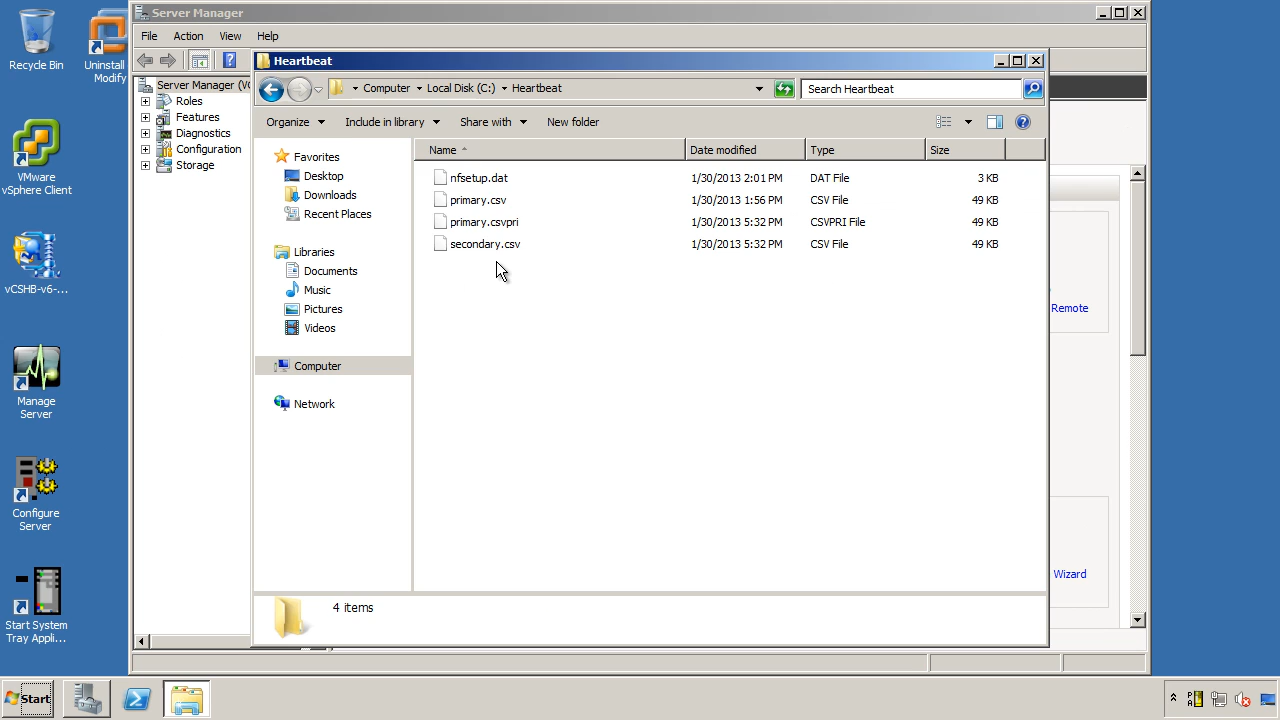 Recycle Bin
Uninstall
Modify
VMware
vSphere Client
vCSHB-v6-...
Manage
Server
Configure
Server
Start System
Tray Appli...
Server Manager
File Action View Help
Server Manager (VC
Roles
Features
Diagnostics
Configuration
Storage
Heartbeat
Computer Local Disk (C:) Heartbeat
Search Heartbeat
Organize Include in library Share with New folder
Favorites
Desktop
Downloads
Recent Places
Libraries
Documents
Music
Pictures
Videos
Computer
Network
Name Date modified Type Size
nfsetup.dat 1/30/2013 2:01 PM DAT File 3 KB
primary.csv 1/30/2013 1:56 PM CSV File 49 KB
primary.csvpri 1/30/2013 5:32 PM CSVPRI File 49 KB
secondary.csv 1/30/2013 5:32 PM CSV File 49 KB
4 items
Remote
Wizard
Start